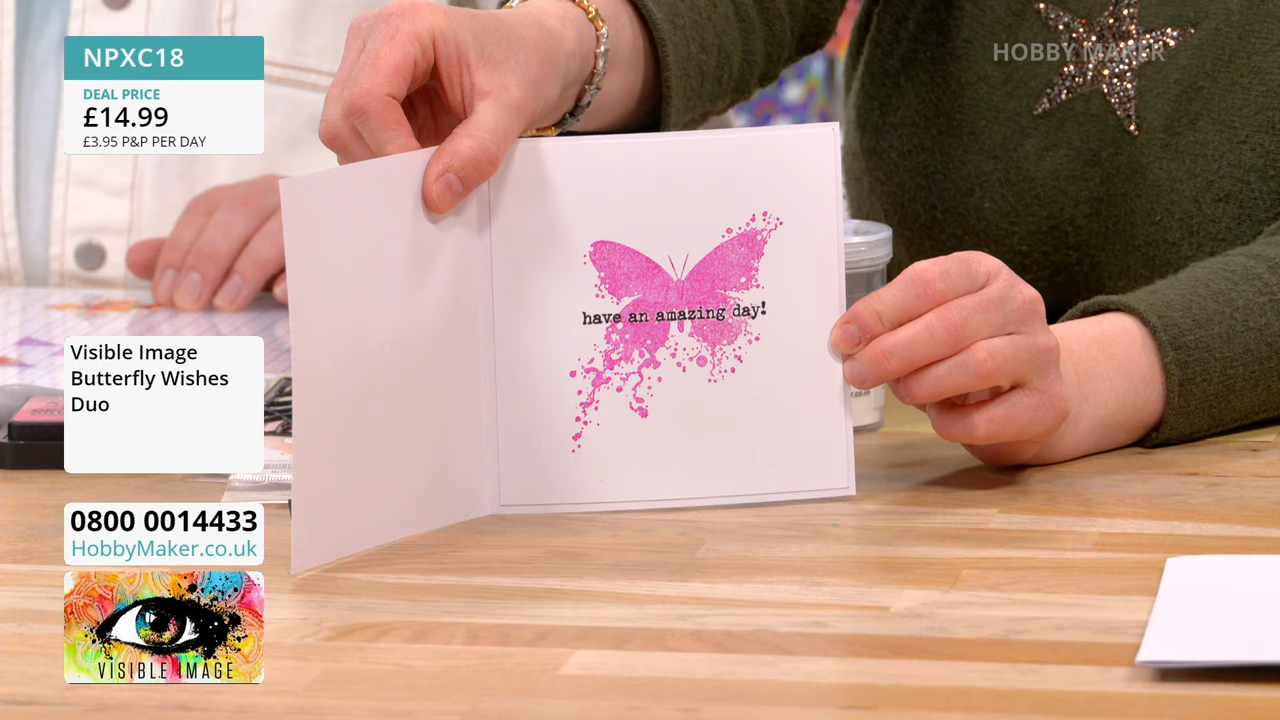 NPXC18
DEAL PRICE
£14.99
£3.95 P&P PER DAY
HOBBY MAKER
have an amazing day!
Visible Image
Butterfly Wishes
Duo
0800 0014433
HobbyMaker.co.uk
VISIBLE IMAGE